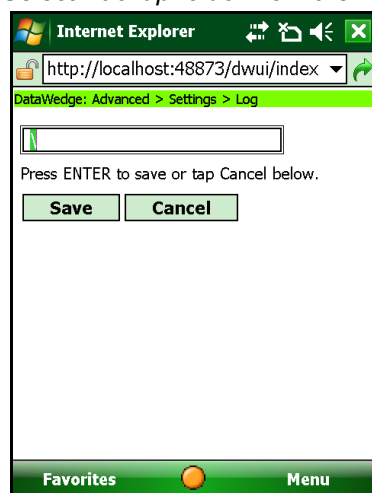 Internet Explorer
http://localhost:48873/dwui/index
DataWedge: Advanced > Settings > Log
\
Press ENTER to save or tap Cancel below.
Save Cancel
Favorites Menu